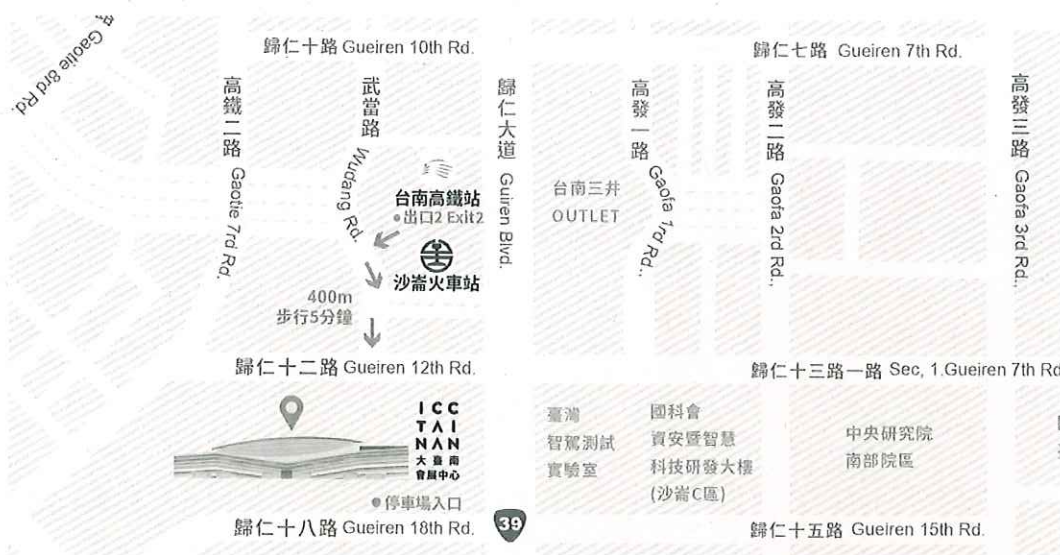 Gaotie 8rd Rd.
歸仁十路 Gueiren 10th Rd.
歸仁七路 Gueiren 7th Rd.
高鐵二路 Gaotie 7rd Rd.
武當路 Wudang Rd.
歸仁大道 Guiren Blvd.
高發一路 Gaofa 1rd Rd..
高發二路 Gaofa 2rd Rd..
高發三路 Gaofa 3rd Rd..
台南高鐵站
出口2 Exit2
沙崙火車站
台南三井
OUTLET
400m
步行5分鐘
歸仁十二路 Gueiren 12th Rd.
歸仁十三路一路 Sec, 1.Gueiren 7th Rd
ICC
TAI
NAN
大臺南
會展中心
停車場入口
臺灣
智駕測試
實驗室
國科會
資安暨智慧
科技研發大樓
(沙崙C區)
中央研究院
南部院區
歸仁十八路 Gueiren 18th Rd.
39
歸仁十五路 Gueiren 15th Rd.